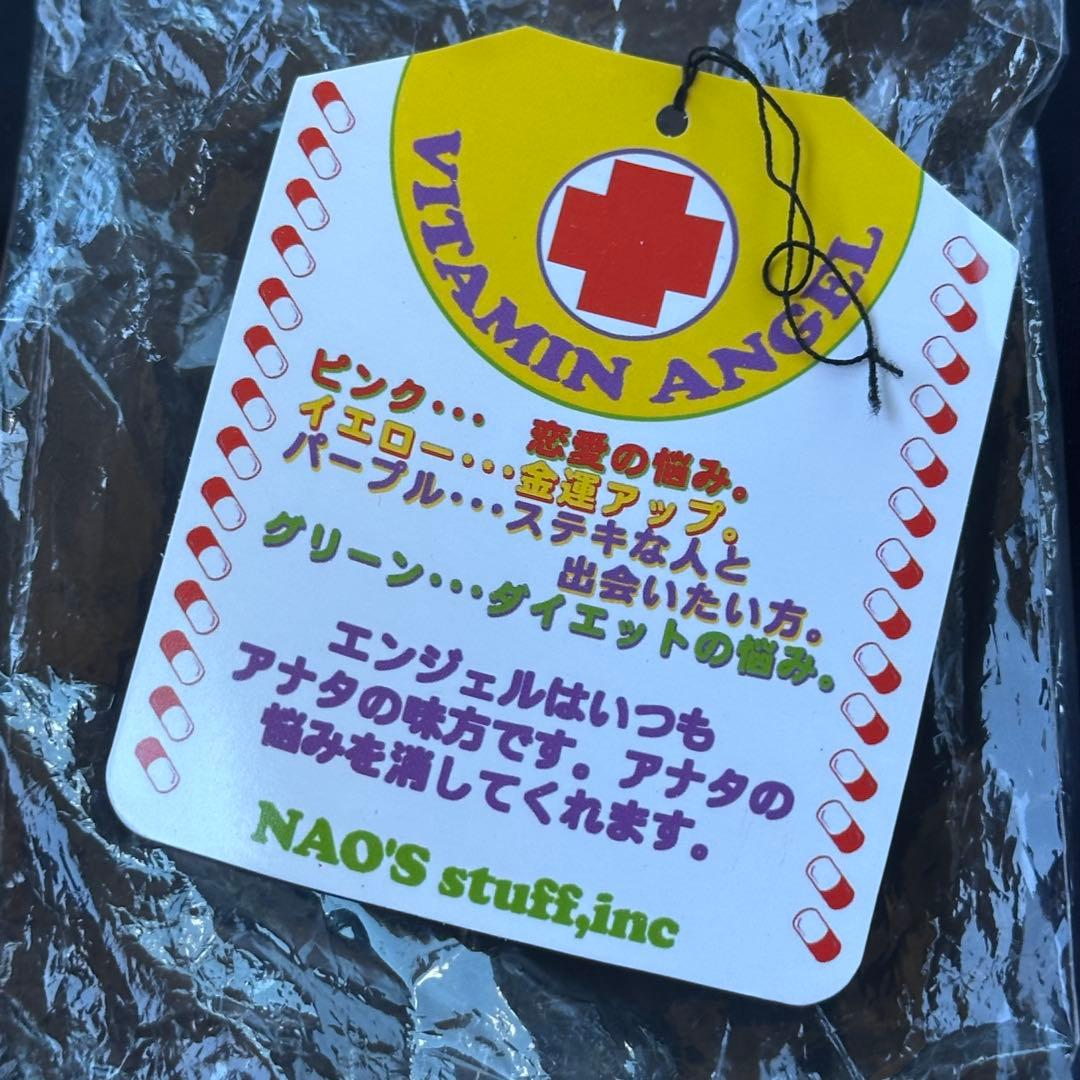 VITAMIN ANGEL
ピンク・・・ 恋愛の悩み。
イエロー・・・金運アップ。
パープル・・・ステキな人と
出会いたい方。
グリーン・・・ダイエットの悩み。
エンジェルはいつも
アナタの味方です。アナタの
悩みを消してくれます。
NAO'S stuff,inc